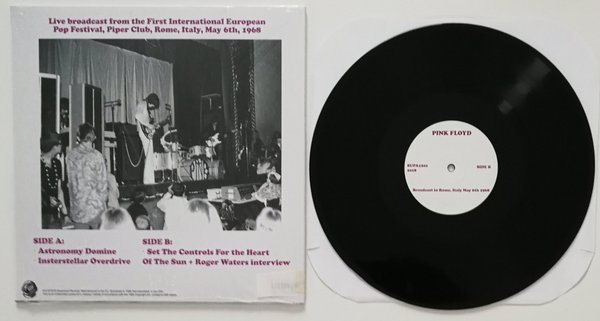 Live broadcast from the First International European
Pop Festival, Piper Club, Rome, Italy, May 6th, 1968
SIDE A:
Astronomy Domine
Insterstellar Overdrive
SIDE B:
Set The Controls For the Heart
Of The Sun + Roger Waters interview
PINK FLOYD
SIDE B
Broadcast in Rome, Italy May 6th 1968